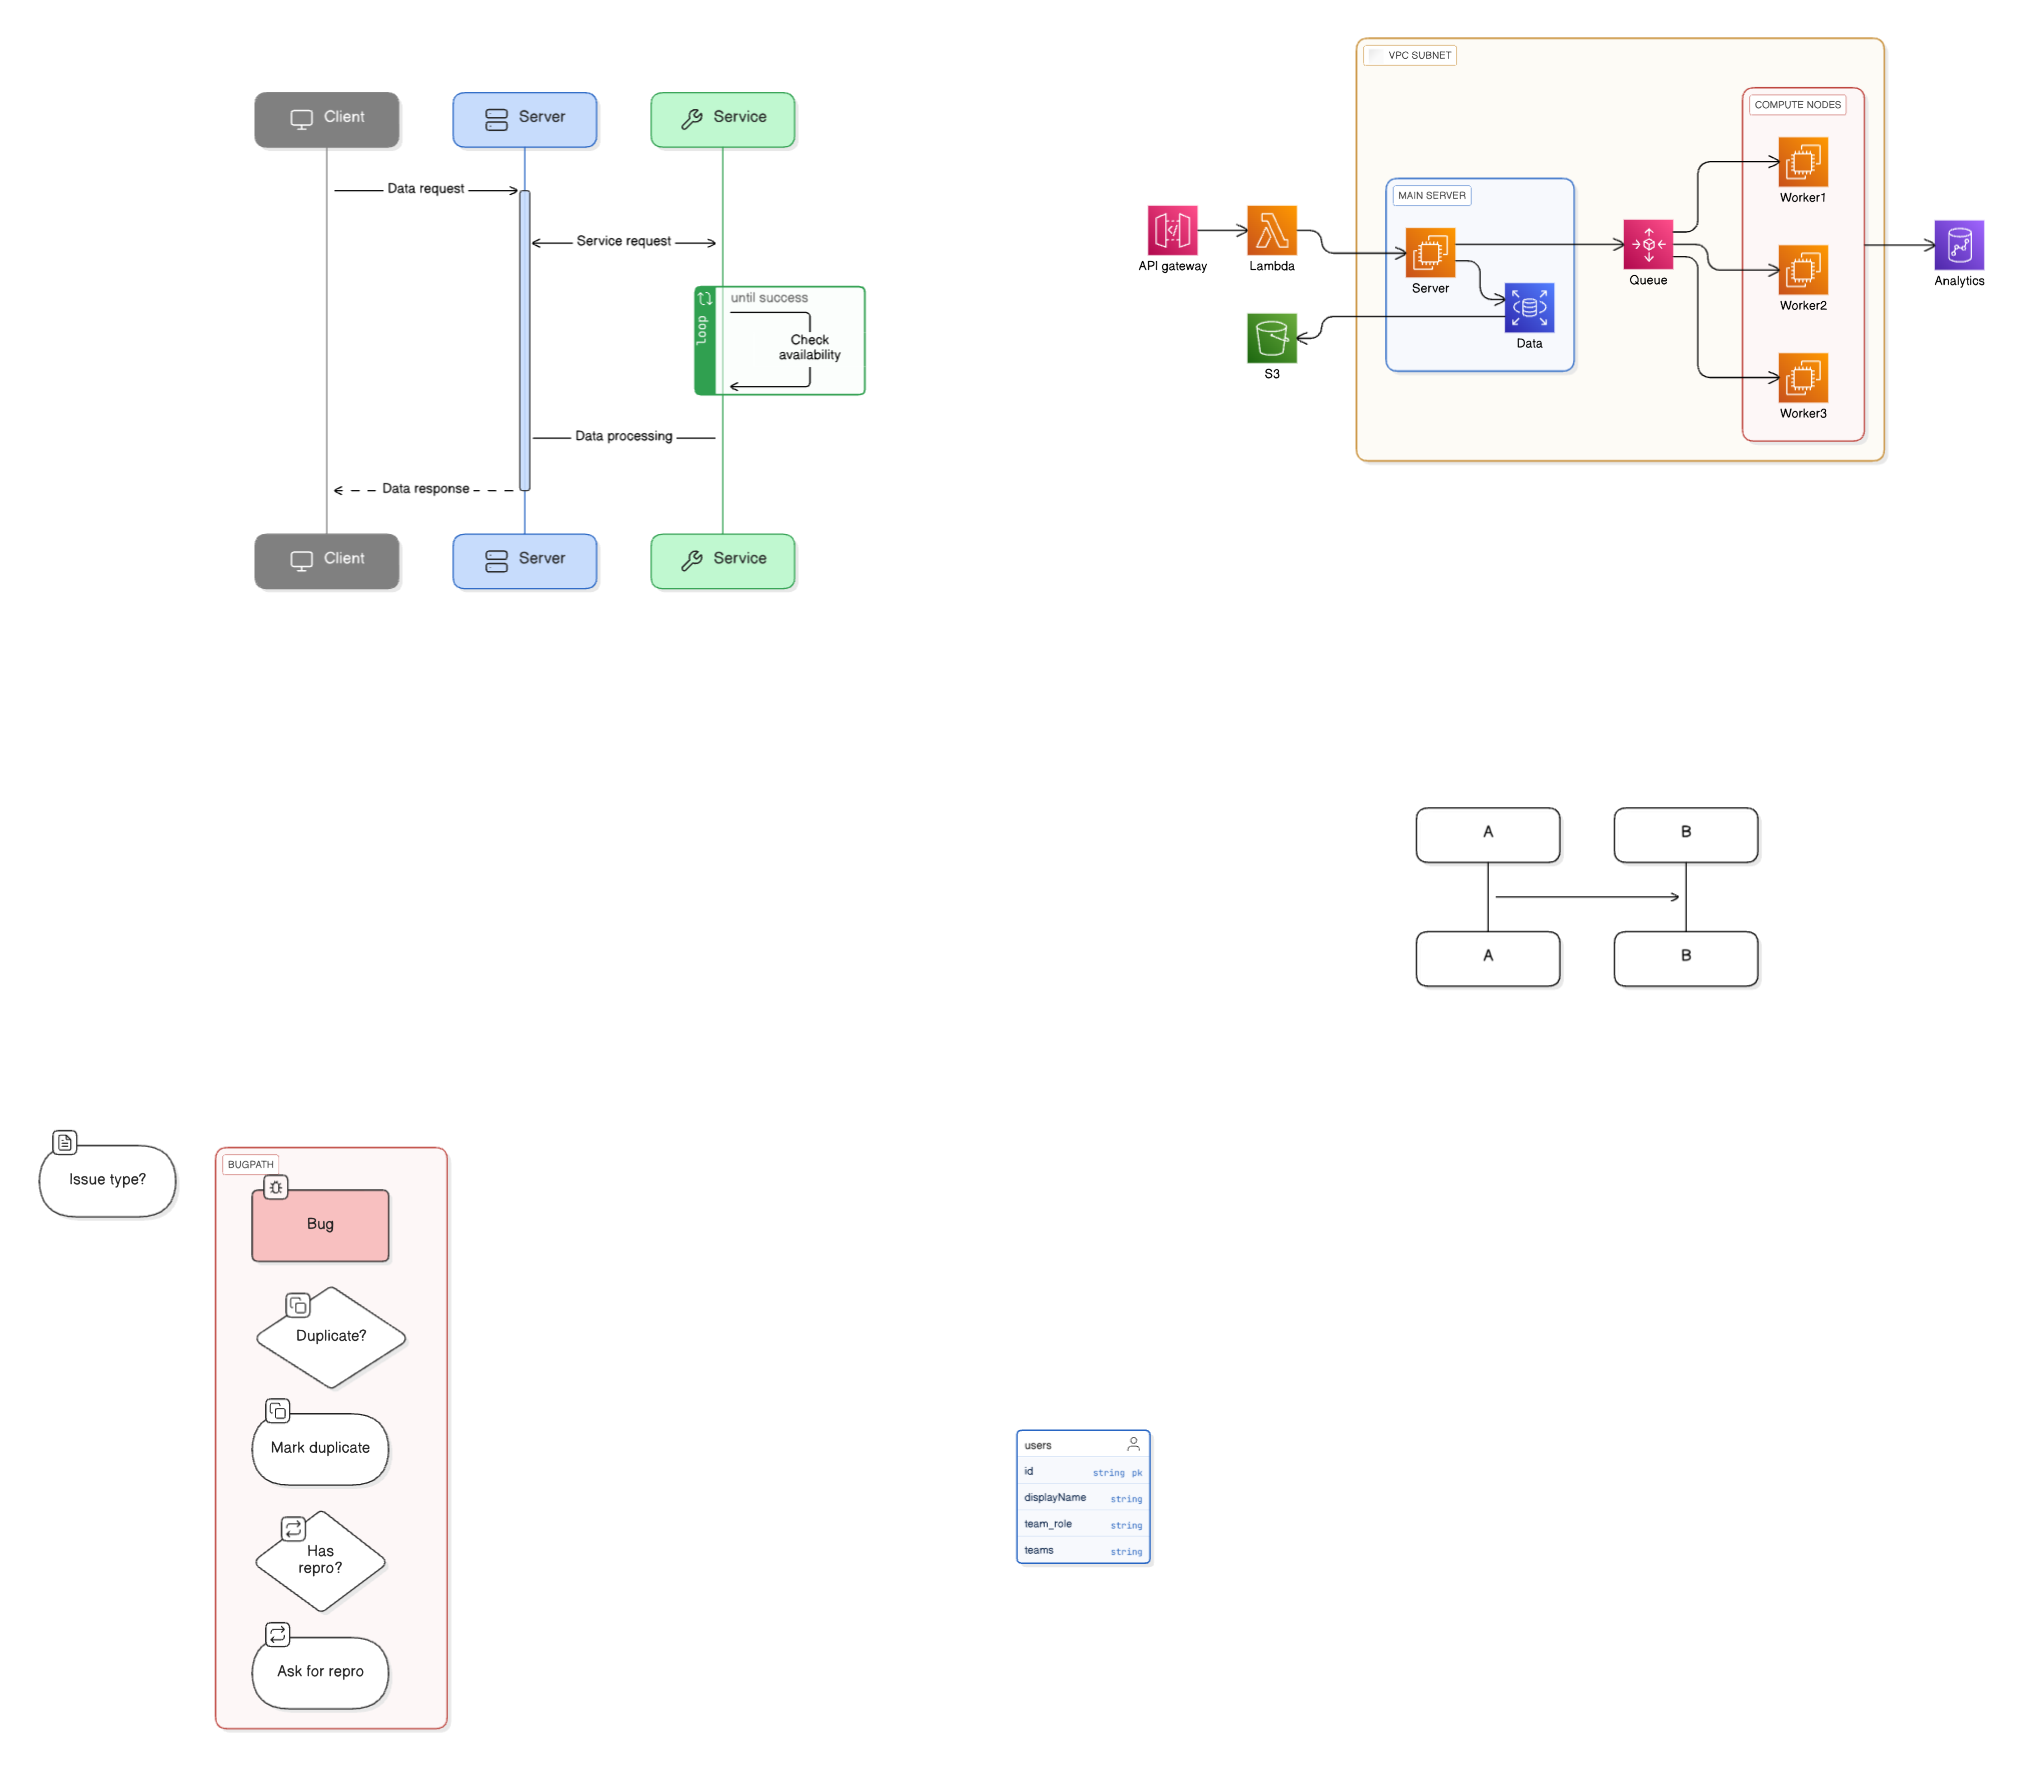 Client
Server
Service
Data request
Service request
loop
until success
Check
availability
Data processing
Data response
Client
Server
Service
VPC SUBNET
COMPUTE NODES
Worker1
MAIN SERVER
API gateway
Lambda
Server
Queue
Analytics
Worker2
Data
S3
Worker3
A
B
A
B
Issue type?
BUGPATH
Bug
Duplicate?
Mark duplicate
Has
repro?
Ask for repro
users
id string pk
displayName string
team_role string
teams string